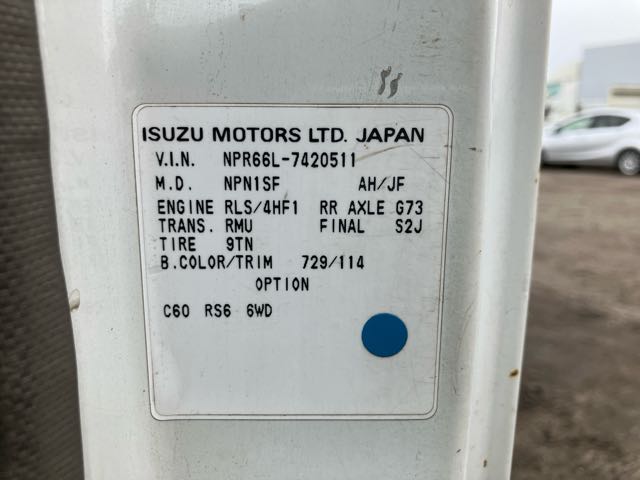 ISUZU MOTORS LTD. JAPAN
V.I.N. NPR66L-7420511
M.D. NPN1SF AH/JF
ENGINE RLS/4HF1 RR AXLE G73
TRANS. RMU FINAL S2J
TIRE 9TN
B.COLOR/TRIM 729/114
OPTION
C60 RS6 6WD